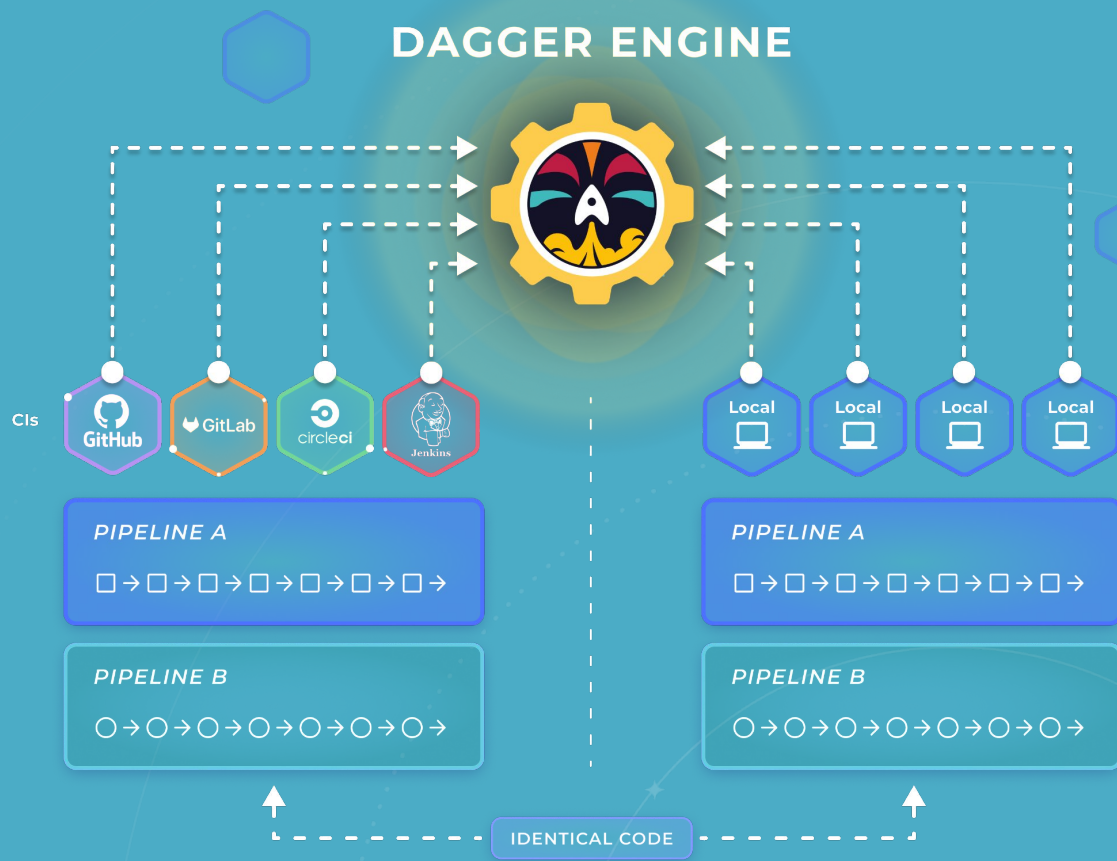 DAGGER ENGINE
CIs
GitHub
GitLab
circleci
Jenkins
Local
Local
Local
Local
PIPELINE A
PIPELINE A
PIPELINE B
PIPELINE B
IDENTICAL CODE